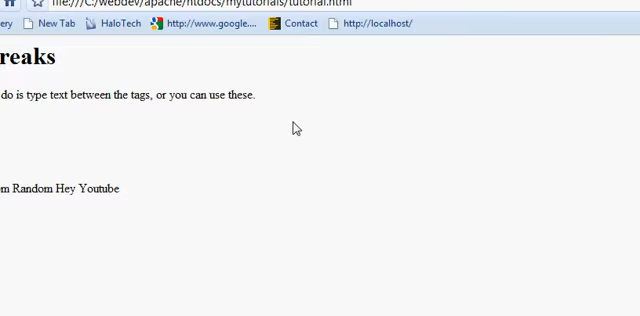 file:///C:/webdev/apache/htdocs/mytutorials/tutorial.html
ery New Tab HaloTech http://www.google.... Contact http://localhost/
reaks
do is type text between the tags, or you can use these.
om Random Hey Youtube